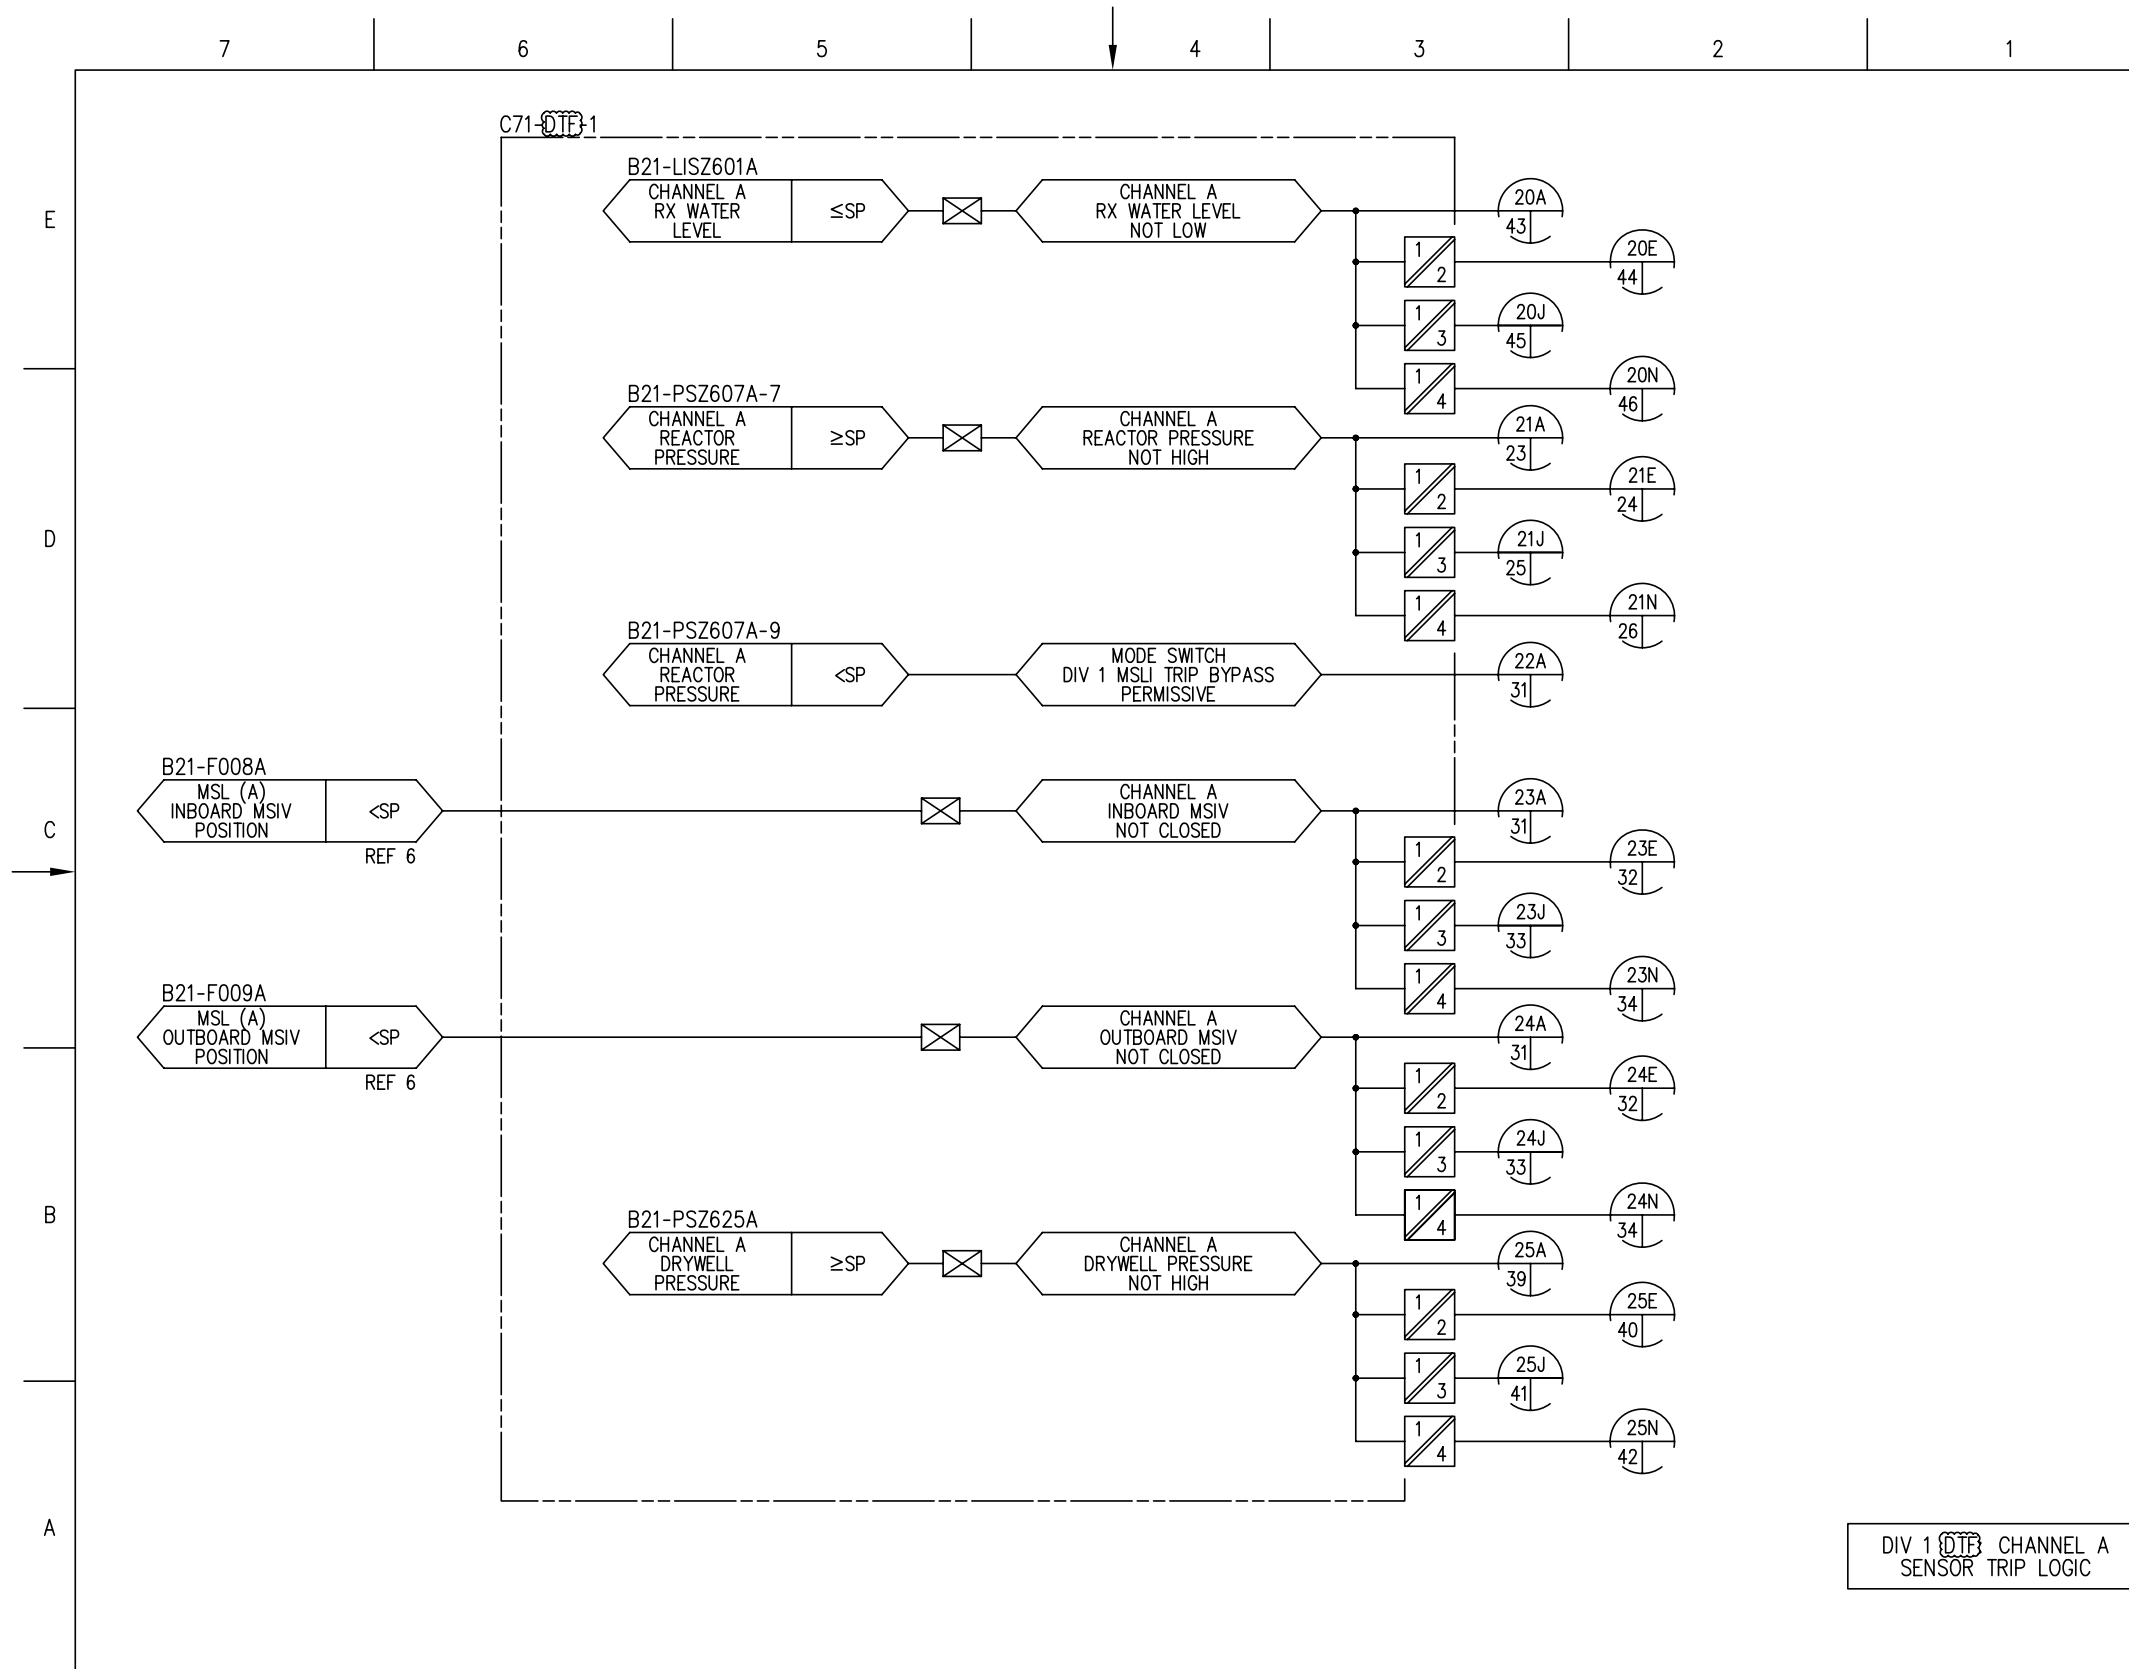 7 6 5 4 3 2 1
C71-DTF-1
B21-LISZ601A
CHANNEL A
RX WATER
LEVEL
≤SP
CHANNEL A
RX WATER LEVEL
NOT LOW
20A
43
1
2
20E
44
1
3
20J
45
1
4
20N
46
E
B21-PSZ607A-7
CHANNEL A
REACTOR
PRESSURE
≥SP
CHANNEL A
REACTOR PRESSURE
NOT HIGH
21A
23
1
2
21E
24
1
3
21J
25
1
4
21N
26
D
B21-PSZ607A-9
CHANNEL A
REACTOR
PRESSURE
<SP
MODE SWITCH
DIV 1 MSLI TRIP BYPASS
PERMISSIVE
22A
31
B21-F008A
MSL (A)
INBOARD MSIV
POSITION
<SP
REF 6
CHANNEL A
INBOARD MSIV
NOT CLOSED
23A
31
1
2
23E
32
1
3
23J
33
1
4
23N
34
C
B21-F009A
MSL (A)
OUTBOARD MSIV
POSITION
<SP
REF 6
CHANNEL A
OUTBOARD MSIV
NOT CLOSED
24A
31
1
2
24E
32
1
3
24J
33
1
4
24N
34
B
B21-PSZ625A
CHANNEL A
DRYWELL
PRESSURE
≥SP
CHANNEL A
DRYWELL PRESSURE
NOT HIGH
25A
39
1
2
25E
40
1
3
25J
41
1
4
25N
42
A
DIV 1 DTF CHANNEL A
SENSOR TRIP LOGIC